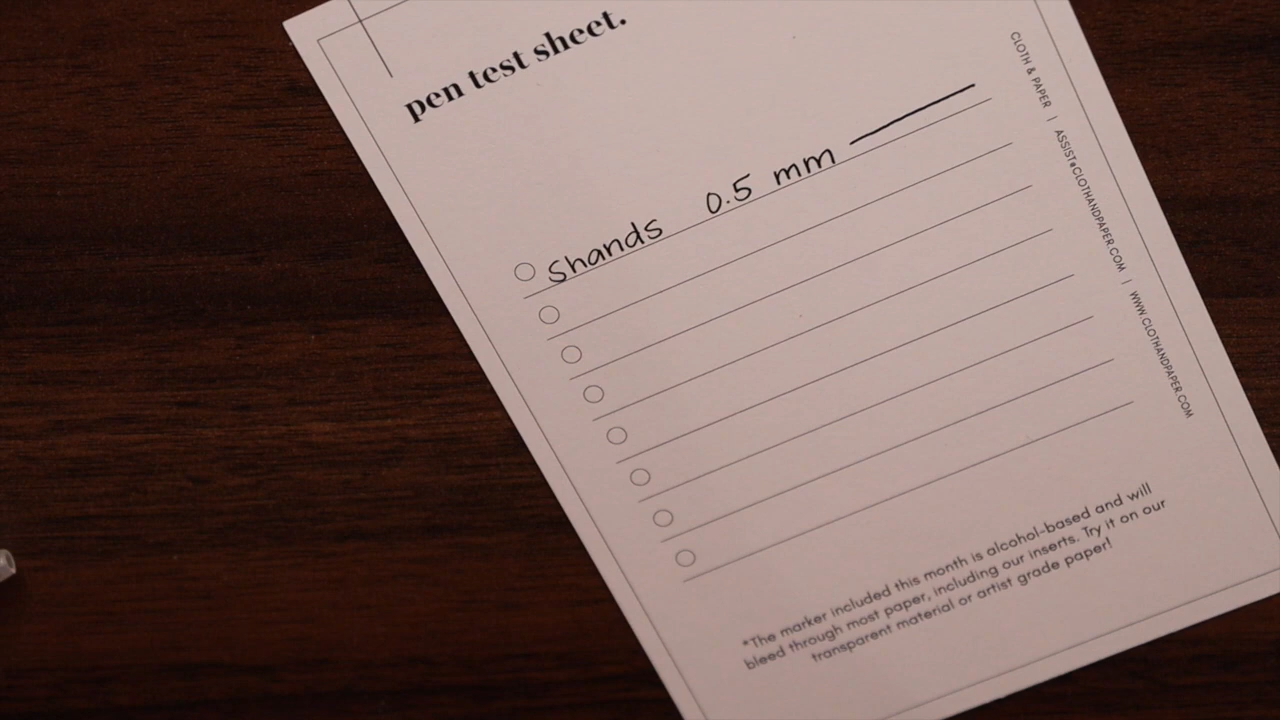 pen test sheet.
Shands 0.5 mm
CLOTH & PAPER | ASSIST@CLOTHANDPAPER.COM | WWW.CLOTHANDPAPER.COM
*The marker included this month is alcohol-based and will
bleed through most paper, including our inserts. Try it on our
transparent material or artist grade paper!